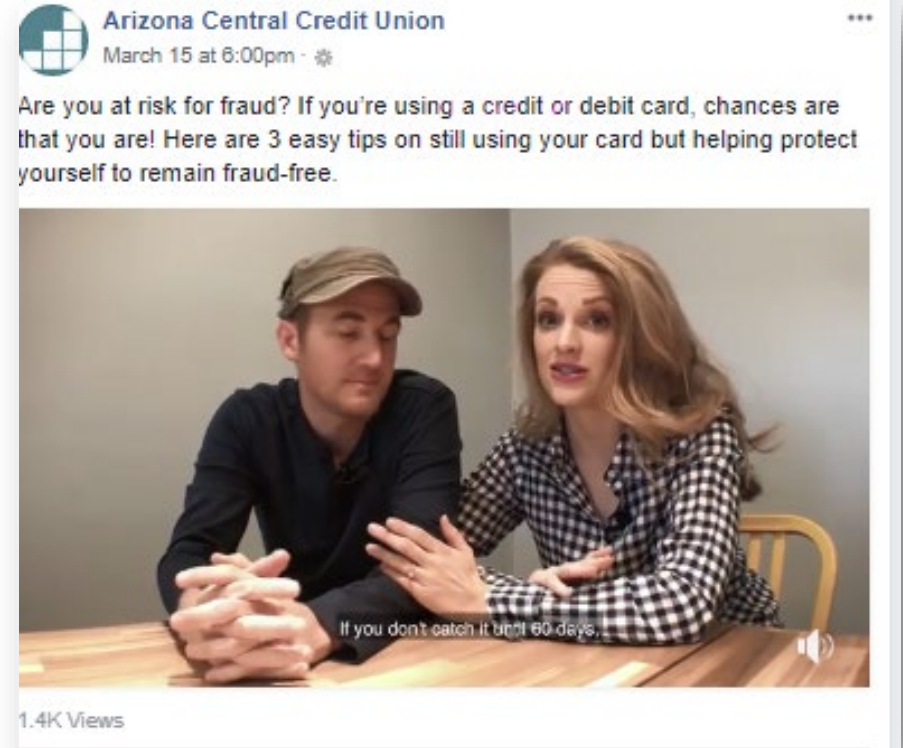 Arizona Central Credit Union
March 15 at 6:00pm ·
Are you at risk for fraud? If you're using a credit or debit card, chances are
that you are! Here are 3 easy tips on still using your card but helping protect
yourself to remain fraud-free.
If you don't catch it until 60 days,
1.4K Views